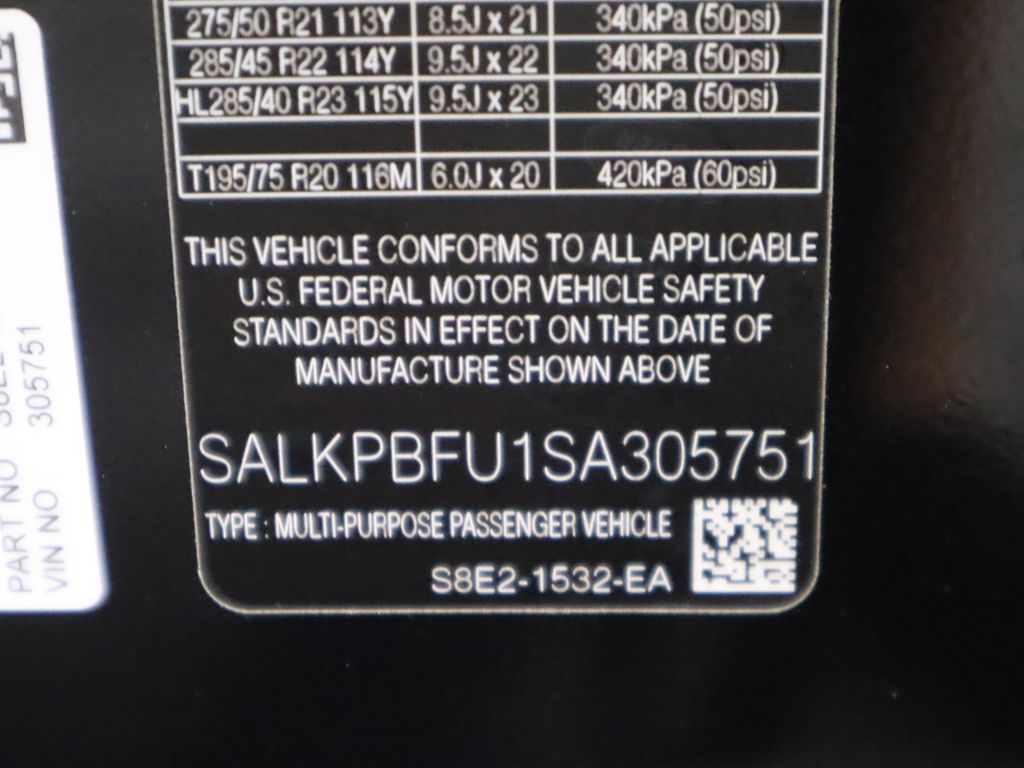 275/50 R21 113Y 8.5J x 21 340kPa (50psi)
285/45 R22 114Y 9.5J x 22 340kPa (50psi)
HL285/40 R23 115Y 9.5J x 23 340kPa (50psi)
T195/75 R20 116M 6.0J x 20 420kPa (60psi)
THIS VEHICLE CONFORMS TO ALL APPLICABLE
U.S. FEDERAL MOTOR VEHICLE SAFETY
STANDARDS IN EFFECT ON THE DATE OF
MANUFACTURE SHOWN ABOVE
SALKPBFU1SA305751
TYPE : MULTI-PURPOSE PASSENGER VEHICLE
S8E2-1532-EA
PART NO
VIN NO 305751